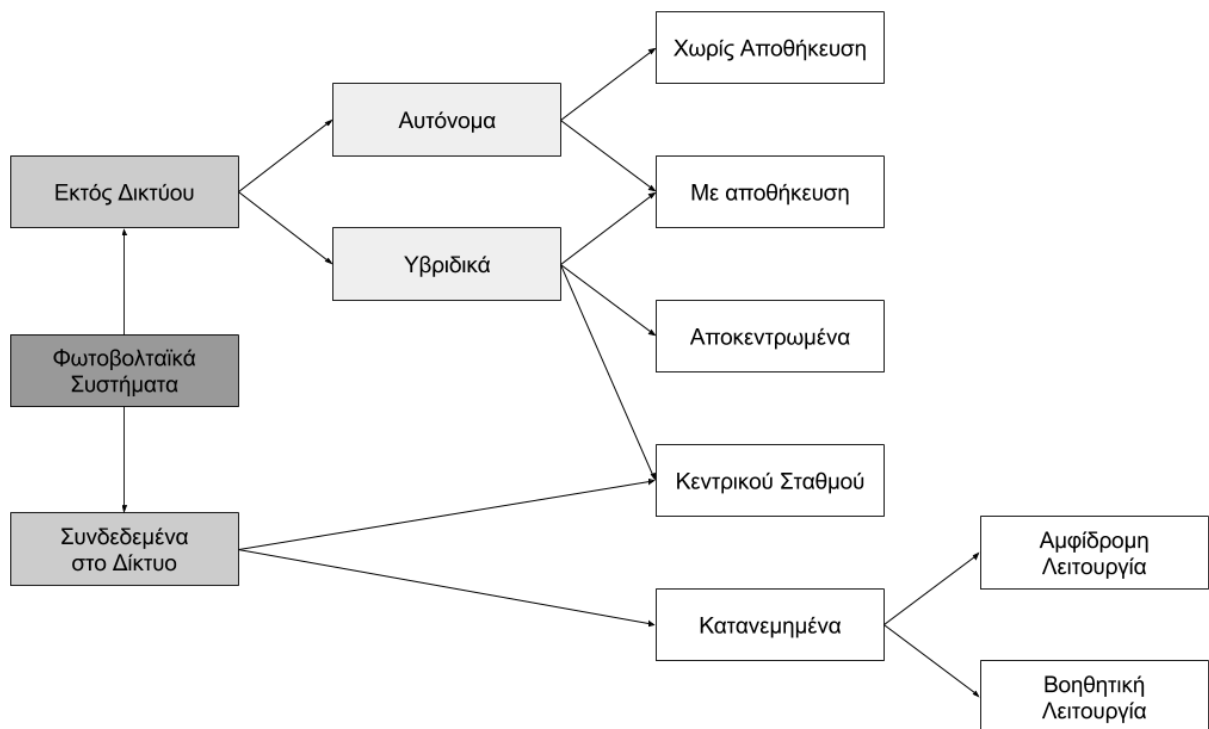 Χωρίς Αποθήκευση
Αυτόνομα
Εκτός Δικτύου
Με αποθήκευση
Υβριδικά
Αποκεντρωμένα
Φωτοβολταϊκά
Συστήματα
Κεντρικού Σταθμού
Συνδεδεμένα
στο Δίκτυο
Αμφίδρομη
Λειτουργία
Κατανεμημένα
Βοηθητική
Λειτουργία